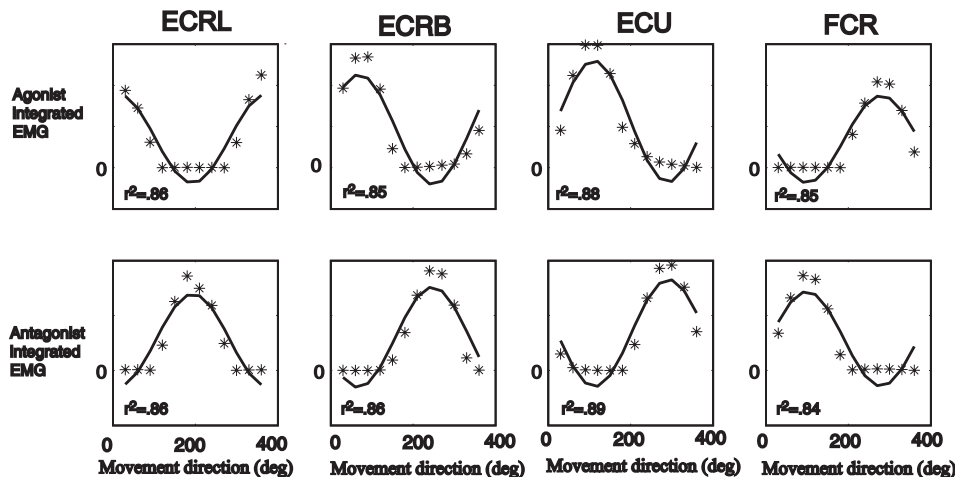 ECRL ECRB ECU FCR
Agonist
Integrated
EMG
0 0 0 0
r²=.86 r²=.85 r²=.88 r²=.85
Antagonist
Integrated
EMG
0 0 0 0
r²=.86 r²=.86 r²=.89 r²=.84
0 200 400 0 200 400 0 200 400 0 200 400
Movement direction (deg) Movement direction (deg) Movement direction (deg) Movement direction (deg)